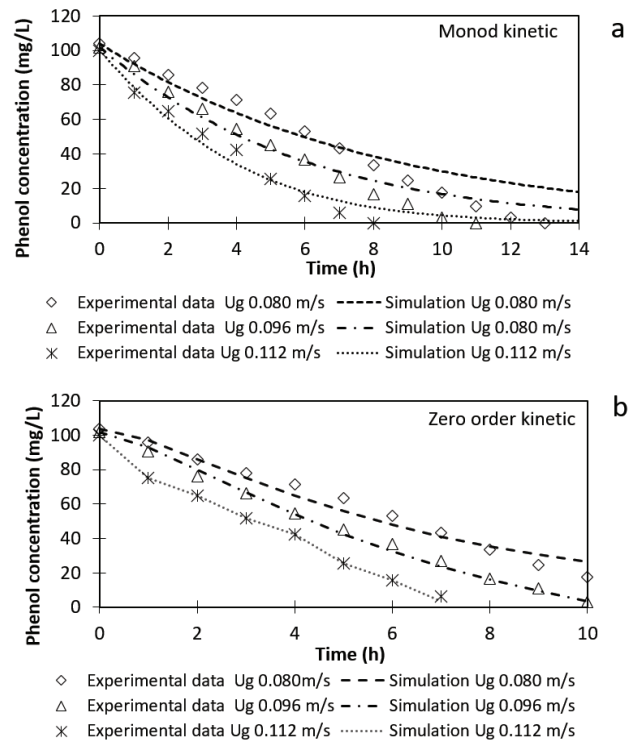 a
Monod kinetic
Phenol concentration (mg/L)
120
100
80
60
40
20
0
0 2 4 6 8 10 12 14
Time (h)
Experimental data Ug 0.080 m/s Simulation Ug 0.080 m/s
Experimental data Ug 0.096 m/s Simulation Ug 0.080 m/s
Experimental data Ug 0.112 m/s Simulation Ug 0.112 m/s
b
Zero order kinetic
Phenol concentration (mg/L)
120
100
80
60
40
20
0
0 2 4 6 8 10
Time (h)
Experimental data Ug 0.080m/s Simulation Ug 0.080 m/s
Experimental data Ug 0.096 m/s Simulation Ug 0.096 m/s
Experimental data Ug 0.112 m/s Simulation Ug 0.112 m/s